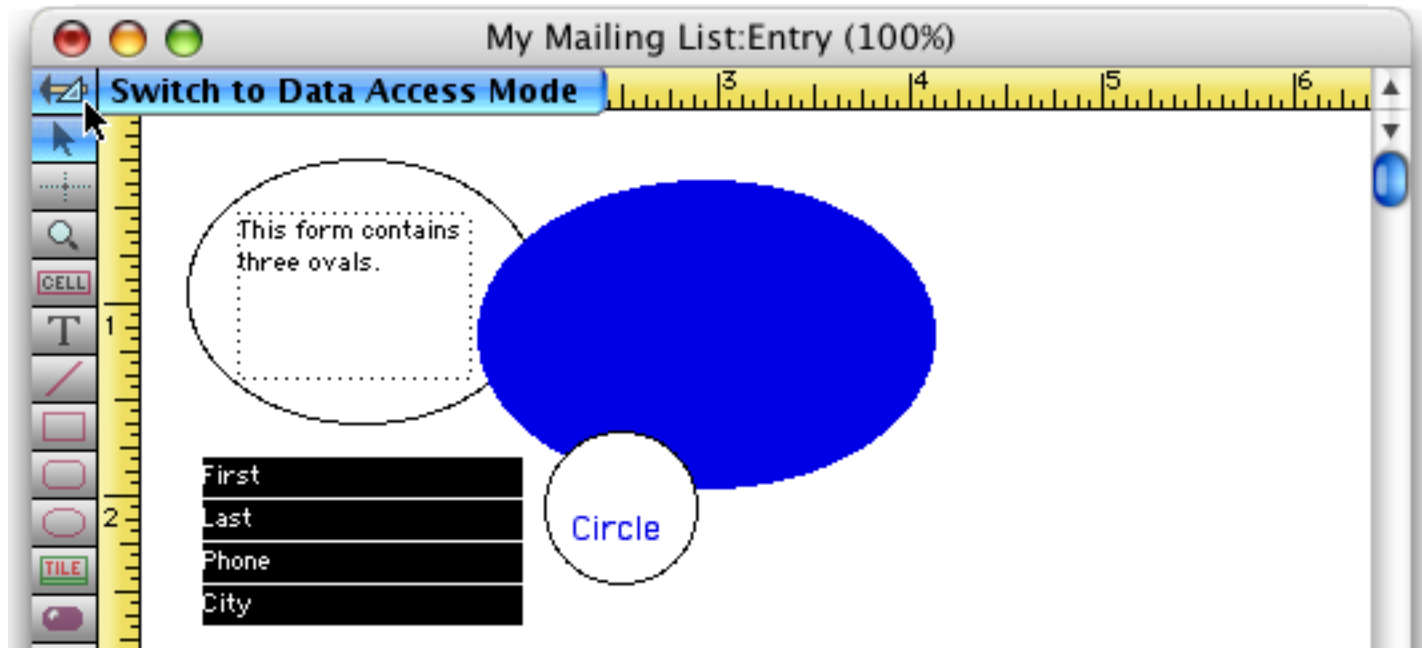 My Mailing List:Entry (100%)
Switch to Data Access Mode
3 4 5 6
CELL
T
TILE
1
2
This form contains
three ovals.
First
Last
Phone
City
Circle